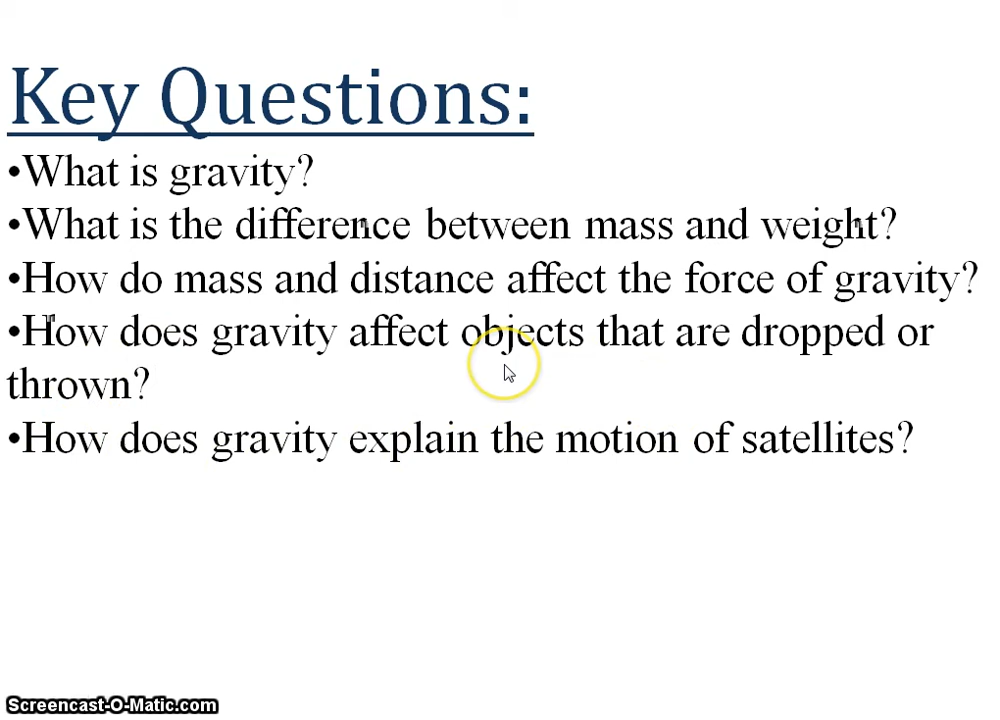 Key Questions:
•What is gravity?
•What is the difference between mass and weight?
•How do mass and distance affect the force of gravity?
•How does gravity affect objects that are dropped or
thrown?
•How does gravity explain the motion of satellites?
Screencast-O-Matic.com